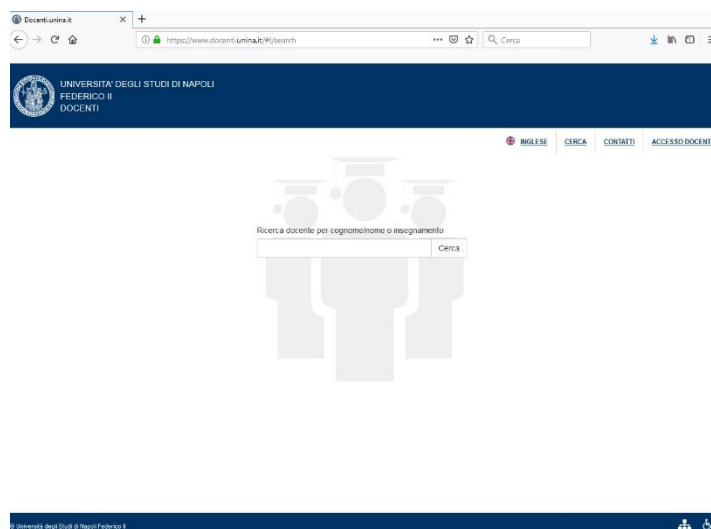 Docenti.unina.it
https://www.docenti.unina.it/#!/search
Cerca
UNIVERSITA' DEGLI STUDI DI NAPOLI
FEDERICO II
DOCENTI
INGLESE CERCA CONTATTI ACCESSO DOCENT
Ricerca docente per cognome/nome o insegnamento
Cerca
© Università degli Studi di Napoli Federico II